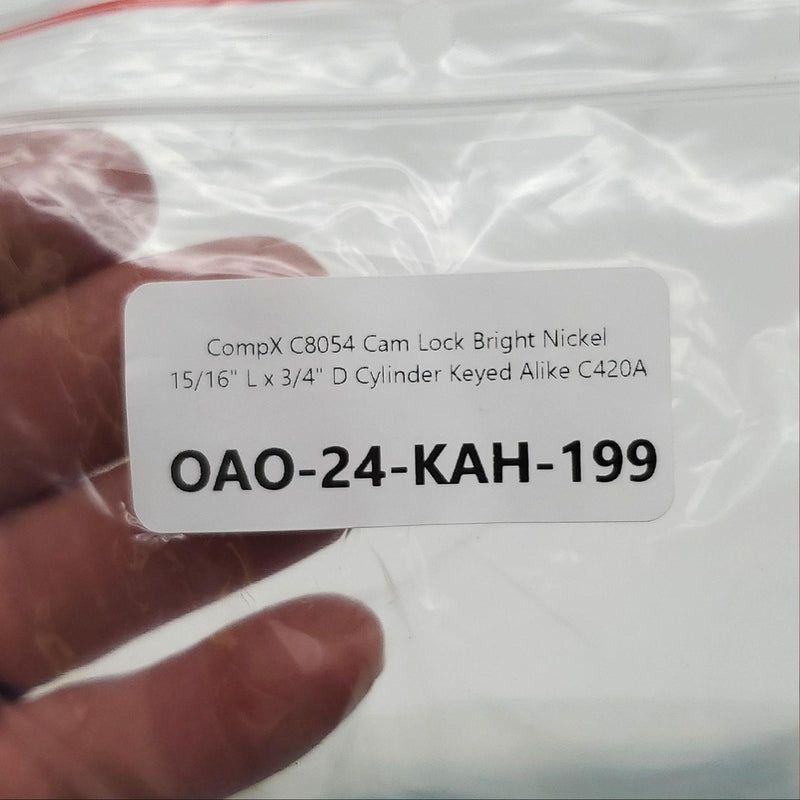 CompX C8054 Cam Lock Bright Nickel
15/16" L x 3/4" D Cylinder Keyed Alike C420A
OAO-24-KAH-199